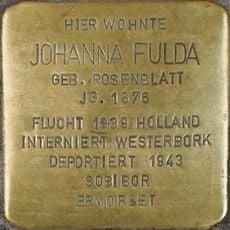 HIER WOHNTE
JOHANNA FULDA
GEB. ROSENBLATT
JG. 1876
FLUCHT 1939 HOLLAND
INTERNIERT WESTERBORK
DEPORTIERT 1943
SOBIBOR
ERMORDET